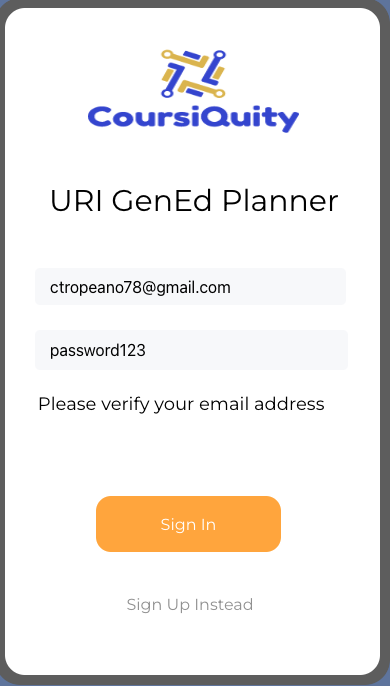 CoursiQuity
URI GenEd Planner
ctropeano78@gmail.com
password123
Please verify your email address
Sign In
Sign Up Instead